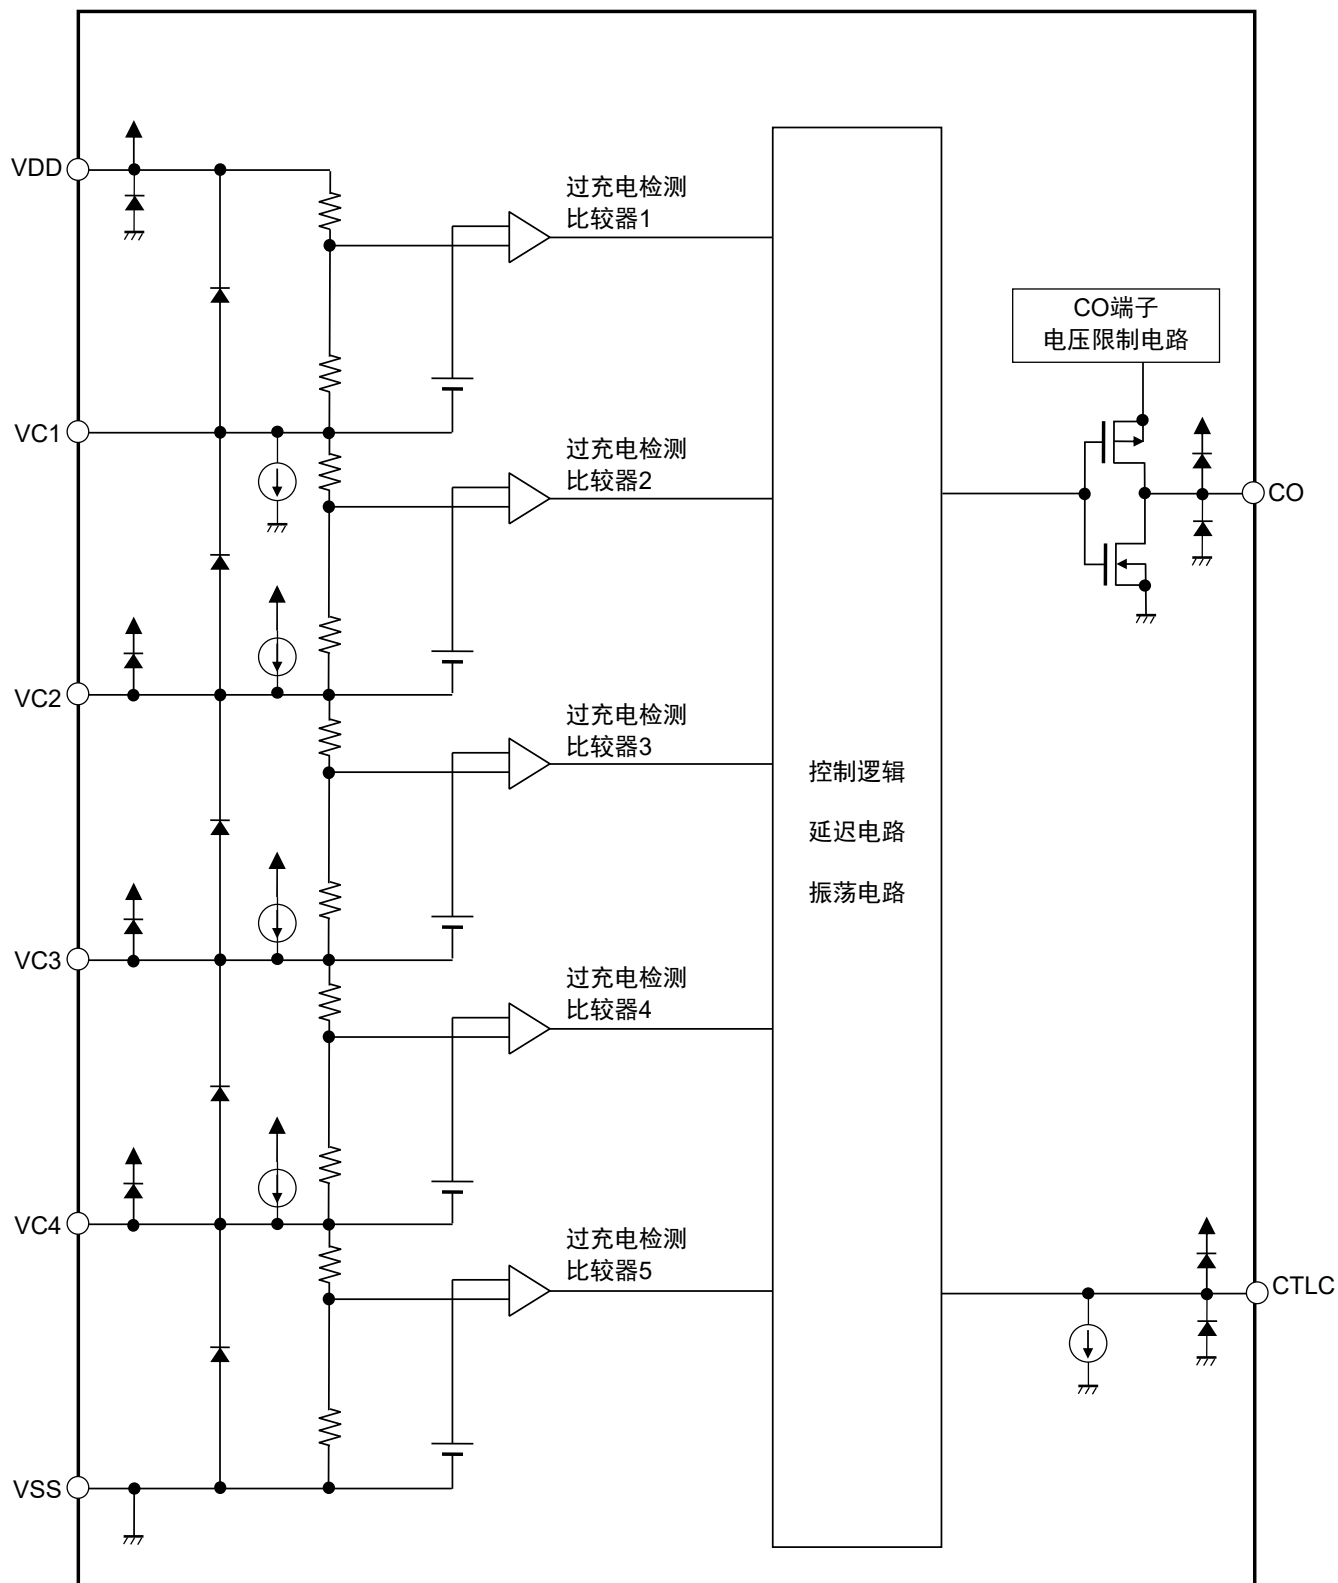 VDD
过充电检测
比较器1
CO端子
电压限制电路
VC1
过充电检测
比较器2
CO
VC2
过充电检测
比较器3
控制逻辑
延迟电路
振荡电路
VC3
过充电检测
比较器4
VC4
过充电检测
比较器5
CTLC
VSS